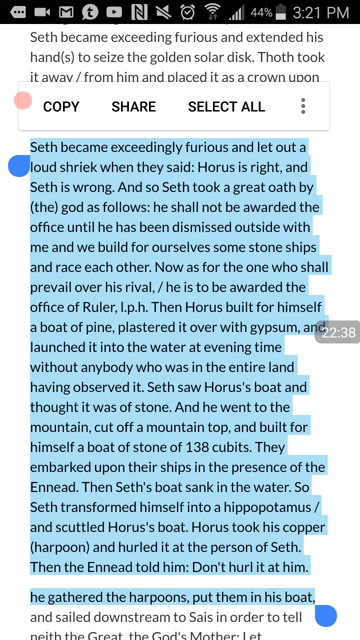 44% 3:21 PM
Seth became exceeding furious and extended his
hand(s) to seize the golden solar disk. Thoth took
it away / from him and placed it as a crown upon
COPY SHARE SELECT ALL
Seth became exceedingly furious and let out a
loud shriek when they said: Horus is right, and
Seth is wrong. And so Seth took a great oath by
(the) god as follows: he shall not be awarded the
office until he has been dismissed outside with
me and we build for ourselves some stone ships
and race each other. Now as for the one who shall
prevail over his rival, / he is to be awarded the
office of Ruler, l.p.h. Then Horus built for himself
a boat of pine, plastered it over with gypsum, and
22:38
launched it into the water at evening time
without anybody who was in the entire land
having observed it. Seth saw Horus's boat and
thought it was of stone. And he went to the
mountain, cut off a mountain top, and built for
himself a boat of stone of 138 cubits. They
embarked upon their ships in the presence of the
Ennead. Then Seth's boat sank in the water. So
Seth transformed himself into a hippopotamus /
and scuttled Horus's boat. Horus took his copper
(harpoon) and hurled it at the person of Seth.
Then the Ennead told him: Don't hurl it at him.
he gathered the harpoons, put them in his boat,
and sailed downstream to Sais in order to tell
neith the Great, the God's Mother: Let